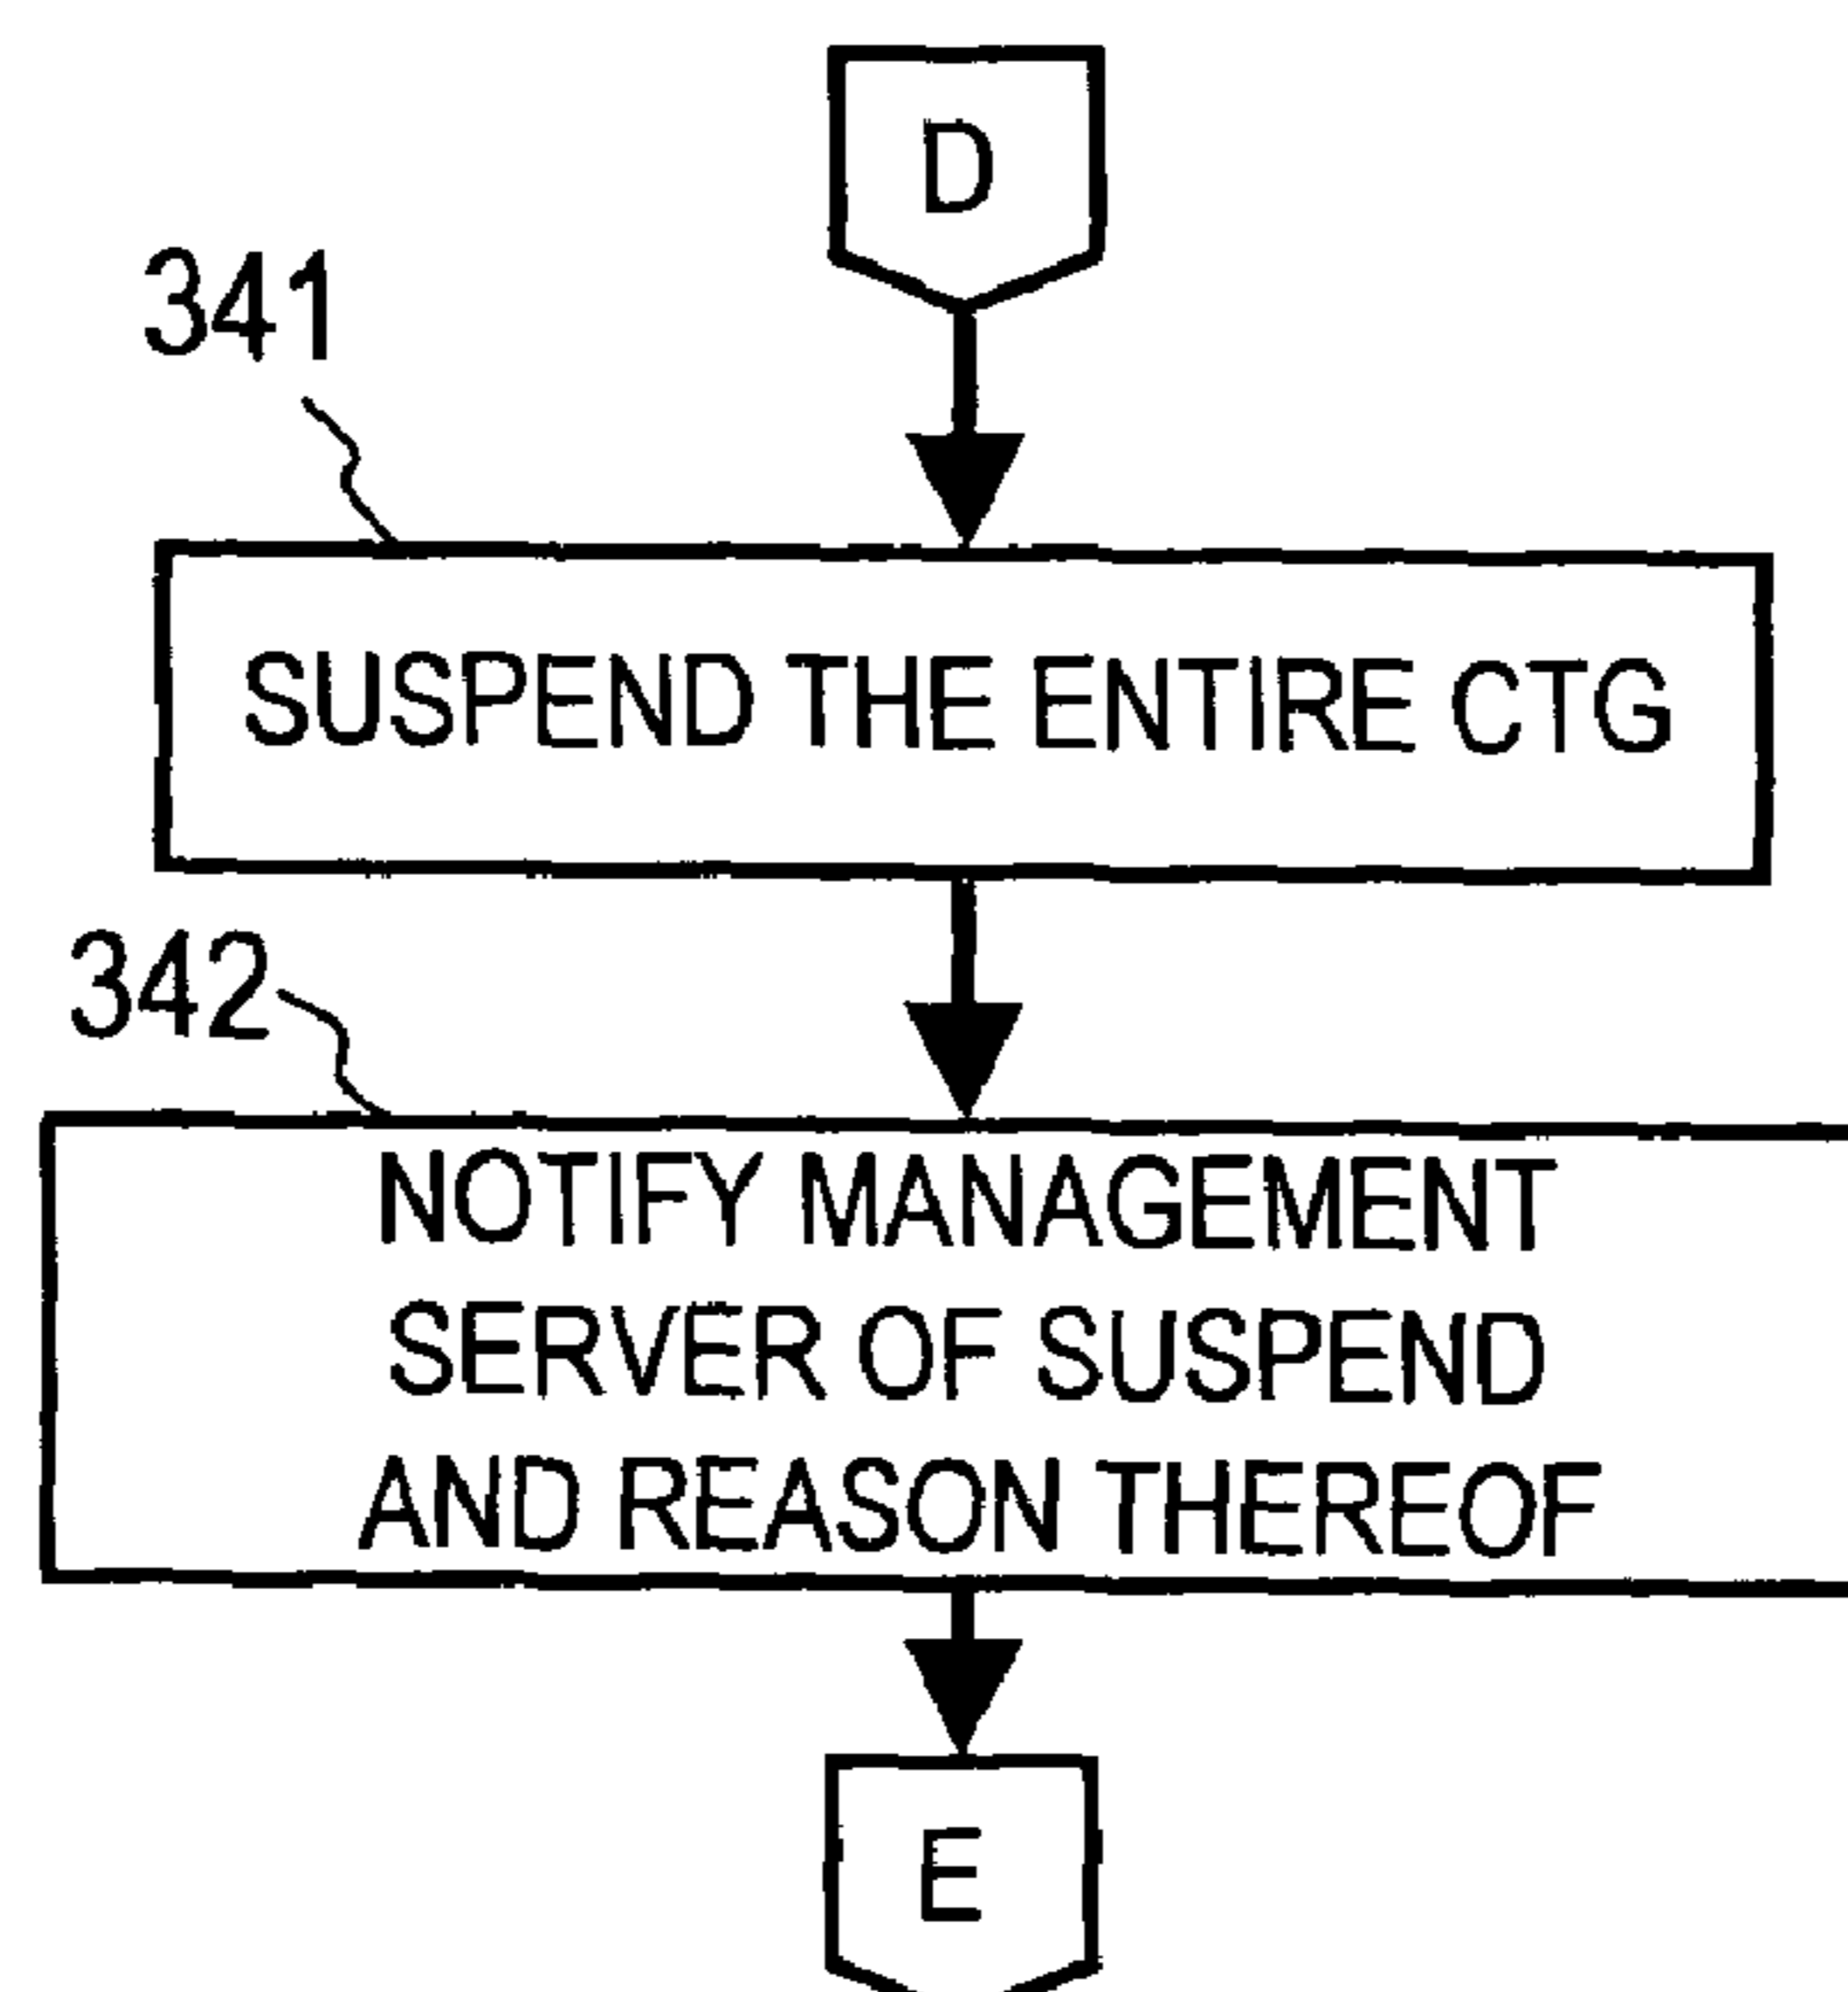 D
341
SUSPEND THE ENTIRE CTG
342
NOTIFY MANAGEMENT
SERVER OF SUSPEND
AND REASON THEREOF
E